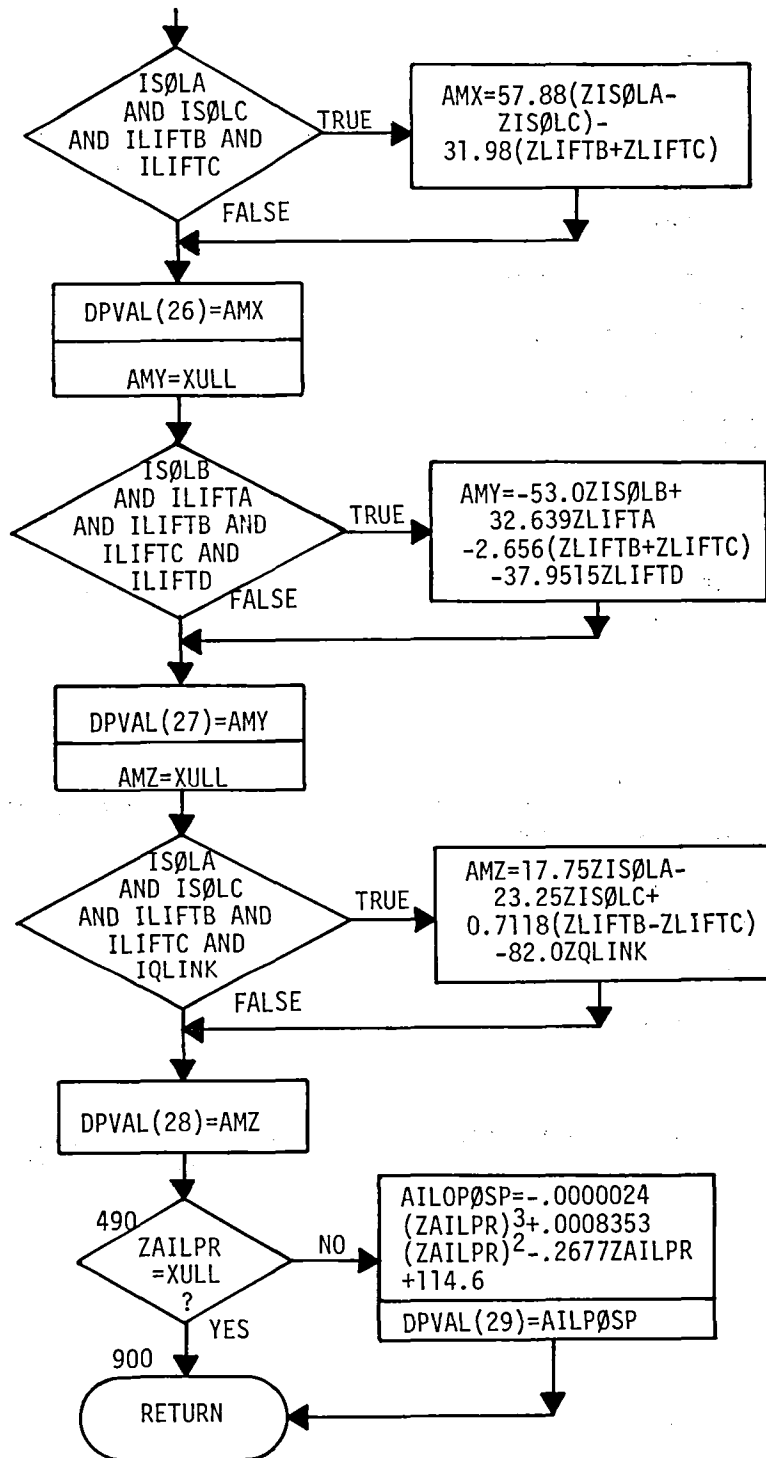 ISØLA
AND ISØLC
AND ILIFTB AND
ILIFTC
TRUE
AMX=57.88(ZISØLA-
ZISØLC)-
31.98(ZLIFTB+ZLIFTC)
FALSE
DPVAL(26)=AMX
AMY=XULL
ISØLB
AND ILIFTA
AND ILIFTB AND
ILIFTC AND
ILIFTD
TRUE
AMY=-53.0ZISØLB+
32.639ZLIFTA
-2.656(ZLIFTB+ZLIFTC)
-37.9515ZLIFTD
FALSE
DPVAL(27)=AMY
AMZ=XULL
ISØLA
AND ISØLC
AND ILIFTB AND
ILIFTC AND
IQLINK
TRUE
AMZ=17.75ZISØLA-
23.25ZISØLC+
0.7118(ZLIFTB-ZLIFTC)
-82.0ZQLINK
FALSE
DPVAL(28)=AMZ
490
ZAILPR
=XULL
?
NO
AILOPØSP=-.0000024
(ZAILPR)³+.0008353
(ZAILPR)²-.2677ZAILPR
+114.6
DPVAL(29)=AILPØSP
YES
900
RETURN